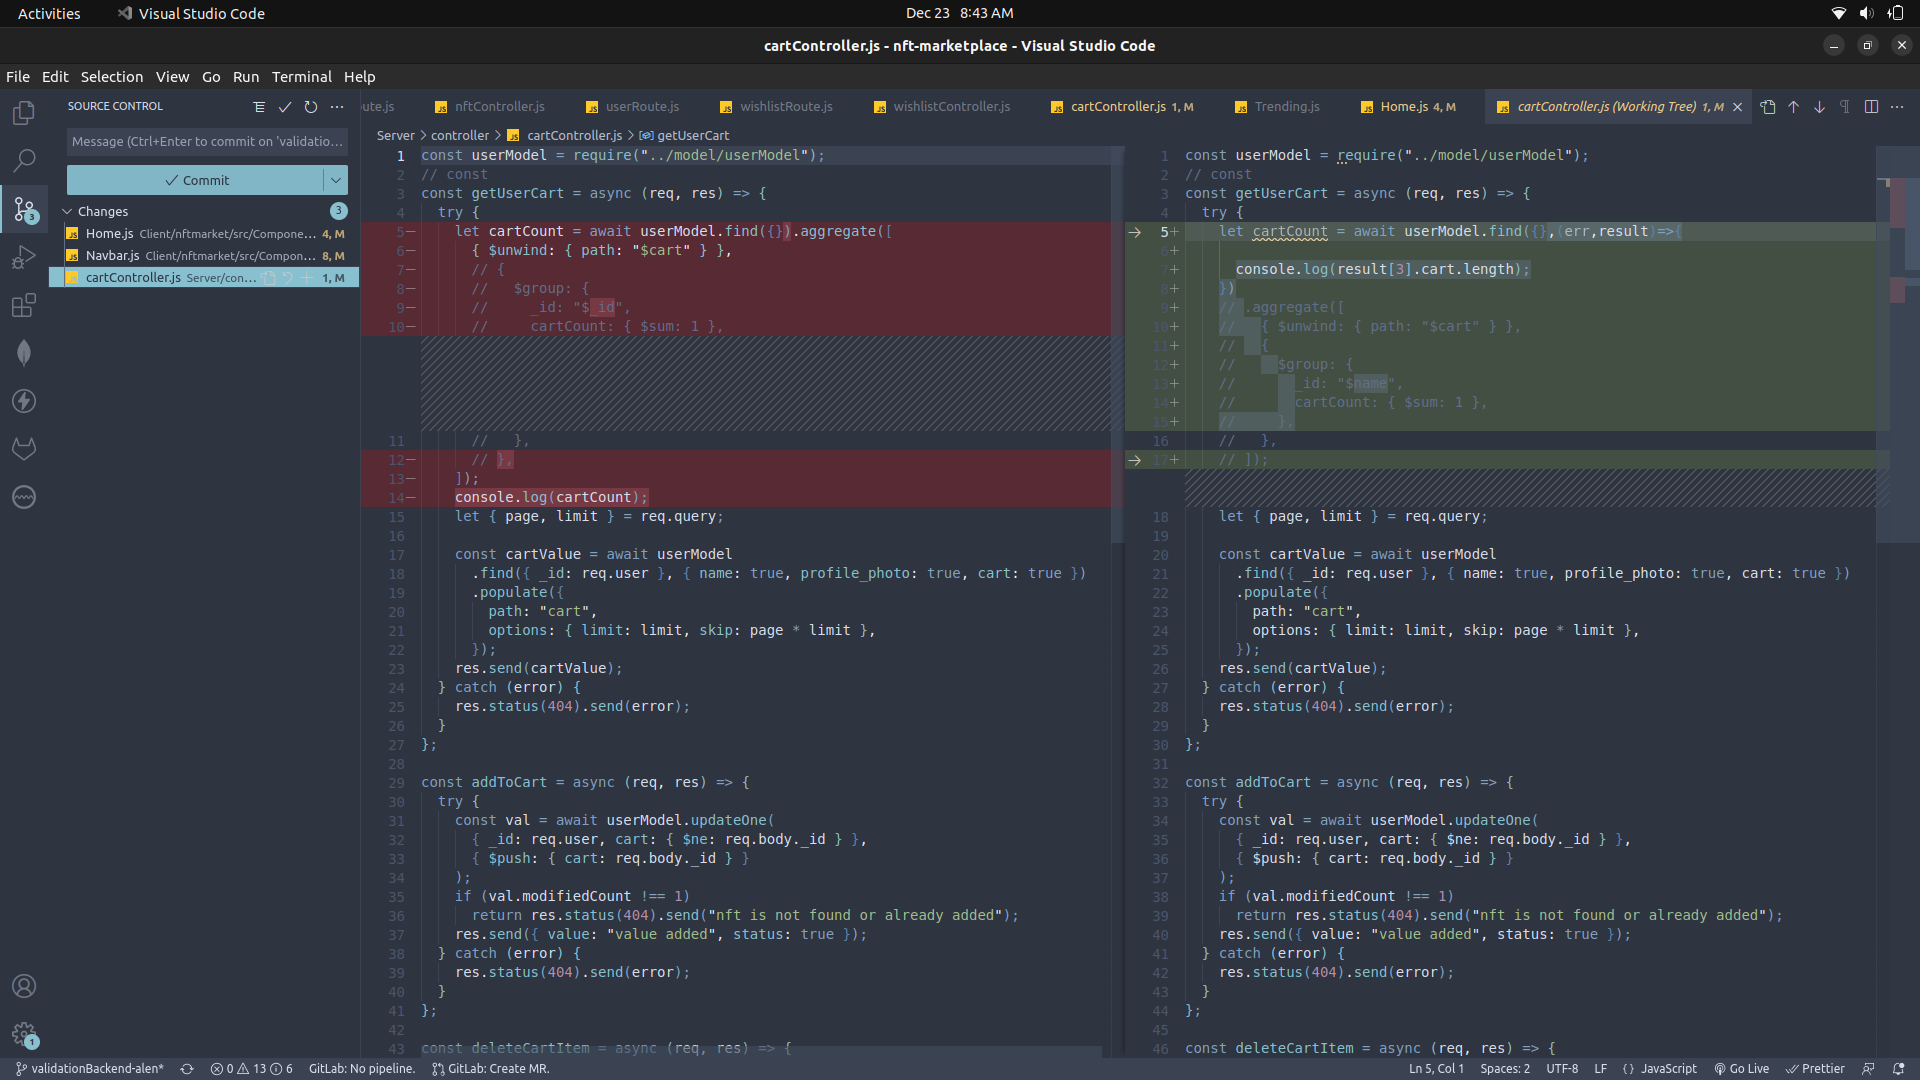 Activities
Visual Studio Code
Dec 23 8:43 AM
cartController.js - nft-marketplace - Visual Studio Code
File Edit Selection View Go Run Terminal Help
SOURCE CONTROL
ute.js
nftController.js
userRoute.js
wishlistRoute.js
wishlistController.js
cartController.js 1, M
Trending.js
Home.js 4, M
cartController.js (Working Tree) 1, M
Message (Ctrl+Enter to commit on 'validatio...
Commit
Changes
3
Home.js Client/nftmarket/src/Compone... 4, M
Navbar.js Client/nftmarket/src/Compon... 8, M
cartController.js Server/con... 1, M
3
1
Server > controller > cartController.js > getUserCart
1 const userModel = require("../model/userModel");
2 // const
3 const getUserCart = async (req, res) => {
4 try {
5− let cartCount = await userModel.find({}).aggregate([
6− { $unwind: { path: "$cart" } },
7− // {
8− // $group: {
9− // _id: "$_id",
10− // cartCount: { $sum: 1 },
11 // },
12− // },
13− ]);
14− console.log(cartCount);
15 let { page, limit } = req.query;
16
17 const cartValue = await userModel
18 .find({ _id: req.user }, { name: true, profile_photo: true, cart: true })
19 .populate({
20 path: "cart",
21 options: { limit: limit, skip: page * limit },
22 });
23 res.send(cartValue);
24 } catch (error) {
25 res.status(404).send(error);
26 }
27 };
28
29 const addToCart = async (req, res) => {
30 try {
31 const val = await userModel.updateOne(
32 { _id: req.user, cart: { $ne: req.body._id } },
33 { $push: { cart: req.body._id } }
34 );
35 if (val.modifiedCount !== 1)
36 return res.status(404).send("nft is not found or already added");
37 res.send({ value: "value added", status: true });
38 } catch (error) {
39 res.status(404).send(error);
40 }
41 };
42
43 const deleteCartItem = async (req, res) => {
1 const userModel = require("../model/userModel");
2 // const
3 const getUserCart = async (req, res) => {
4 try {
5+ let cartCount = await userModel.find({},(err,result)=>{
6+
7+ console.log(result[3].cart.length);
8+ })
9+ // .aggregate([
10+ // { $unwind: { path: "$cart" } },
11+ // {
12+ // $group: {
13+ // _id: "$name",
14+ // cartCount: { $sum: 1 },
15+ // },
16 // },
17+ // ]);
18 let { page, limit } = req.query;
19
20 const cartValue = await userModel
21 .find({ _id: req.user }, { name: true, profile_photo: true, cart: true })
22 .populate({
23 path: "cart",
24 options: { limit: limit, skip: page * limit },
25 });
26 res.send(cartValue);
27 } catch (error) {
28 res.status(404).send(error);
29 }
30 };
31
32 const addToCart = async (req, res) => {
33 try {
34 const val = await userModel.updateOne(
35 { _id: req.user, cart: { $ne: req.body._id } },
36 { $push: { cart: req.body._id } }
37 );
38 if (val.modifiedCount !== 1)
39 return res.status(404).send("nft is not found or already added");
40 res.send({ value: "value added", status: true });
41 } catch (error) {
42 res.status(404).send(error);
43 }
44 };
45
46 const deleteCartItem = async (req, res) => {
validationBackend-alen* 0 13 6 GitLab: No pipeline. GitLab: Create MR.
Ln 5, Col 1 Spaces: 2 UTF-8 LF {} JavaScript Go Live Prettier